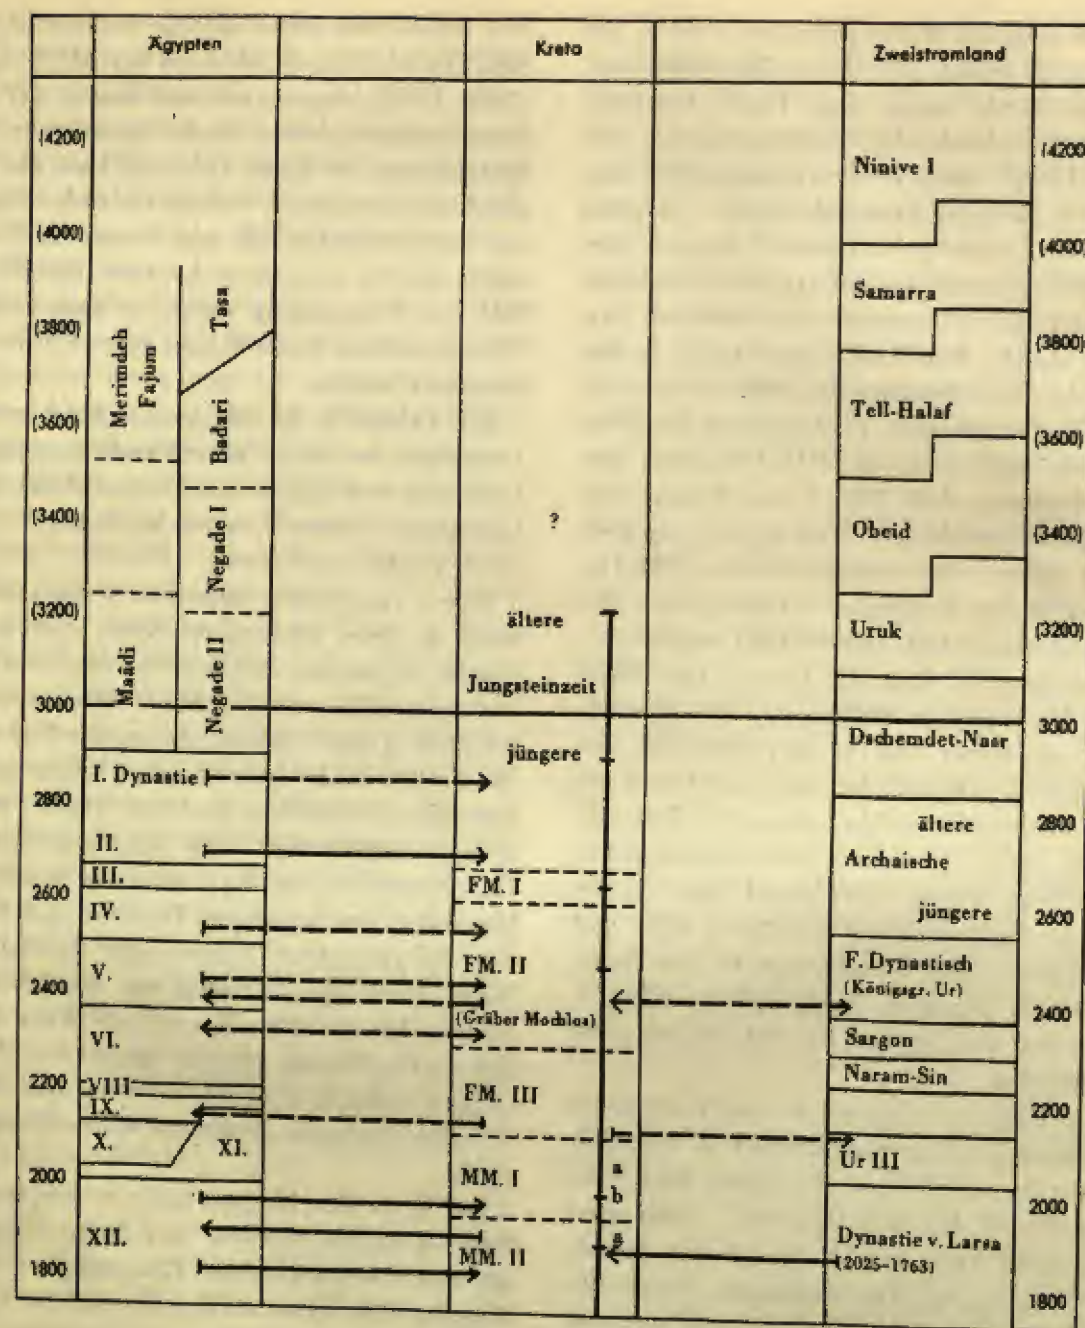 Ägypten Kreta Zweistromland
(4200) Ninive I (4200
(4000) (4000)
Tasa Samarra
(3800) (3800)
Merimdeh
Fajum
Badari Tell-Halaf
(3600) (3600)
(3400) Negade I ? Obeid (3400)
(3200) ältere Uruk (3200)
Maâdi Negade II Jungsteinzeit
3000 3000
jüngere Dschemdet-Nasr
I. Dynastie
2800 ältere 2800
II. Archaische
III. FM. I
2600 jüngere 2600
IV.
V. FM. II F. Dynastisch
(Königsgr. Ur)
2400 (Gräber Mochlos) 2400
VI. Sargon
Naram-Sin
2200 VIII FM. III 2200
IX.
X. XI. Ur III
2000 MM. I a
b 2000
XII. MM. II a Dynastie v. Larsa
(2025-1763)
1800 1800